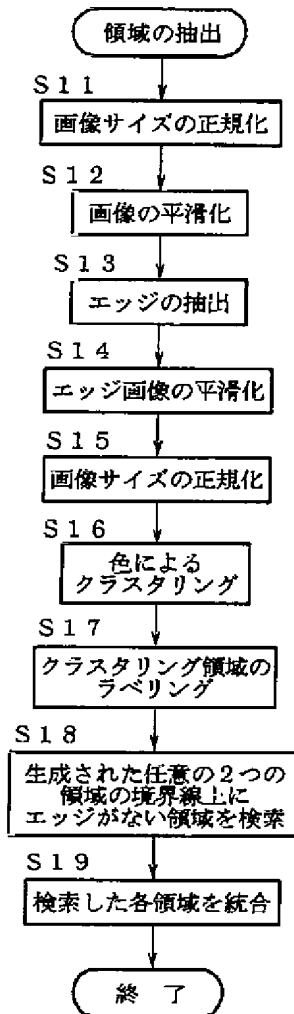 領域の抽出
S11
画像サイズの正規化
S12
画像の平滑化
S13
エッジの抽出
S14
エッジ画像の平滑化
S15
画像サイズの正規化
S16
色による
クラスタリング
S17
クラスタリング領域の
ラベリング
S18
生成された任意の2つの
領域の境界線上に
エッジがない領域を検索
S19
検索した各領域を統合
終 了